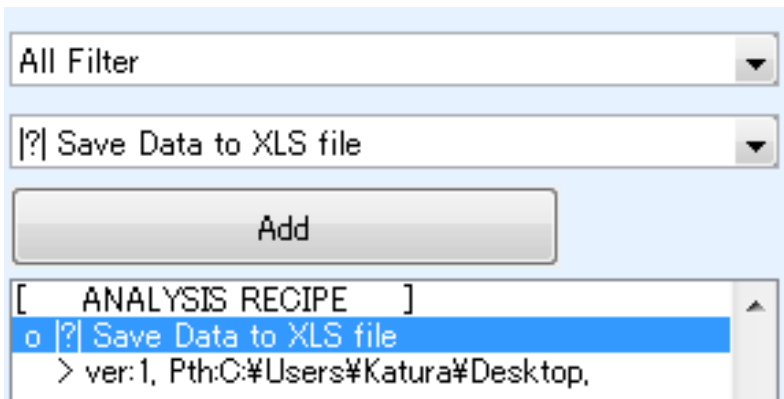 All Filter
|?| Save Data to XLS file
Add
[ ANALYSIS RECIPE ]
o |?| Save Data to XLS file
> ver:1, Pth:C:¥Users¥Katura¥Desktop,